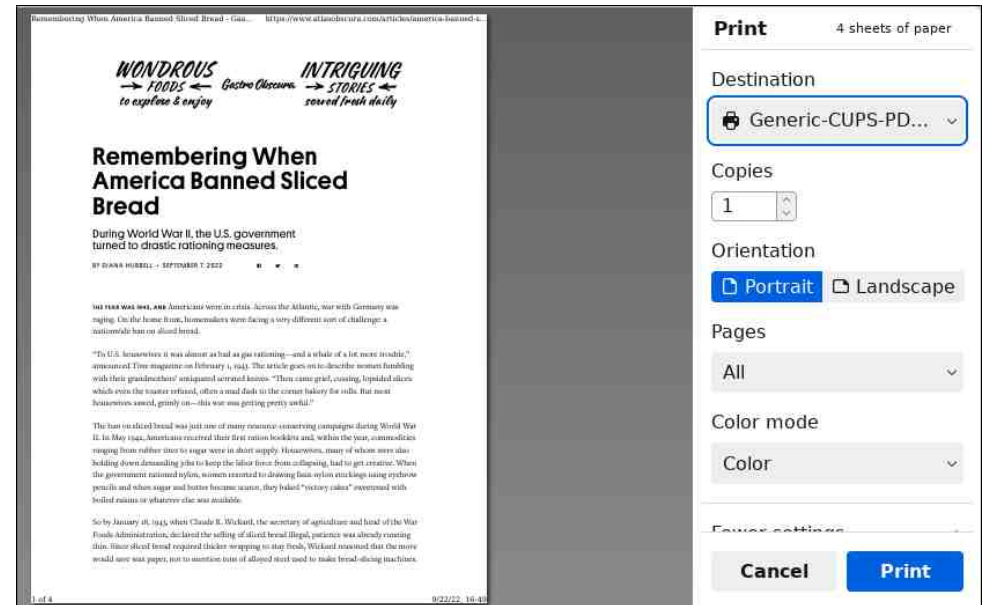 Remembering When America Banned Sliced Bread - Gas...
https://www.atlasobscura.com/articles/america-banned-s...
WONDROUS
FOODS
to explore & enjoy
Gastro Obscura
INTRIGUING
STORIES
served fresh daily
Remembering When
America Banned Sliced
Bread
During World War II, the U.S. government
turned to drastic rationing measures.
BY DIANA HUBBELL • SEPTEMBER 7, 2022
THE YEAR WAS 1943, AND Americans were in crisis. Across the Atlantic, war with Germany was
raging. On the home front, homemakers were facing a very different sort of challenge: a
nationwide ban on sliced bread.
“To U.S. housewives it was almost as bad as gas rationing—and a whale of a lot more trouble,”
announced Time magazine on February 1, 1943. The article goes on to describe women fumbling
with their grandmothers’ antiquated serrated knives. “Then came grief, cussing, lopsided slices
which even the toaster refused, often a mad dash to the corner bakery for rolls. But most
housewives sawed, grimly on—this war was getting pretty awful.”
The ban on sliced bread was just one of many resource-conserving campaigns during World War
II. In May 1942, Americans received their first ration booklets and, within the year, commodities
ranging from rubber tires to sugar were in short supply. Housewives, many of whom were also
holding down demanding jobs to keep the labor force from collapsing, had to get creative. When
the government rationed nylon, women resorted to drawing faux-nylon stockings using eyebrow
pencils and when sugar and butter became scarce, they baked “victory cakes” sweetened with
boiled raisins or whatever else was available.
So by January 18, 1943, when Claude R. Wickard, the secretary of agriculture and head of the War
Foods Administration, declared the selling of sliced bread illegal, patience was already running
thin. Since sliced bread required thicker wrapping to stay fresh, Wickard reasoned that the move
would save wax paper, not to mention tons of alloyed steel used to make bread-slicing machines.
1 of 4
9/22/22, 16:40
Print
4 sheets of paper
Destination
Generic-CUPS-PD...
Copies
1
Orientation
Portrait
Landscape
Pages
All
Color mode
Color
Fewer settings
Cancel
Print